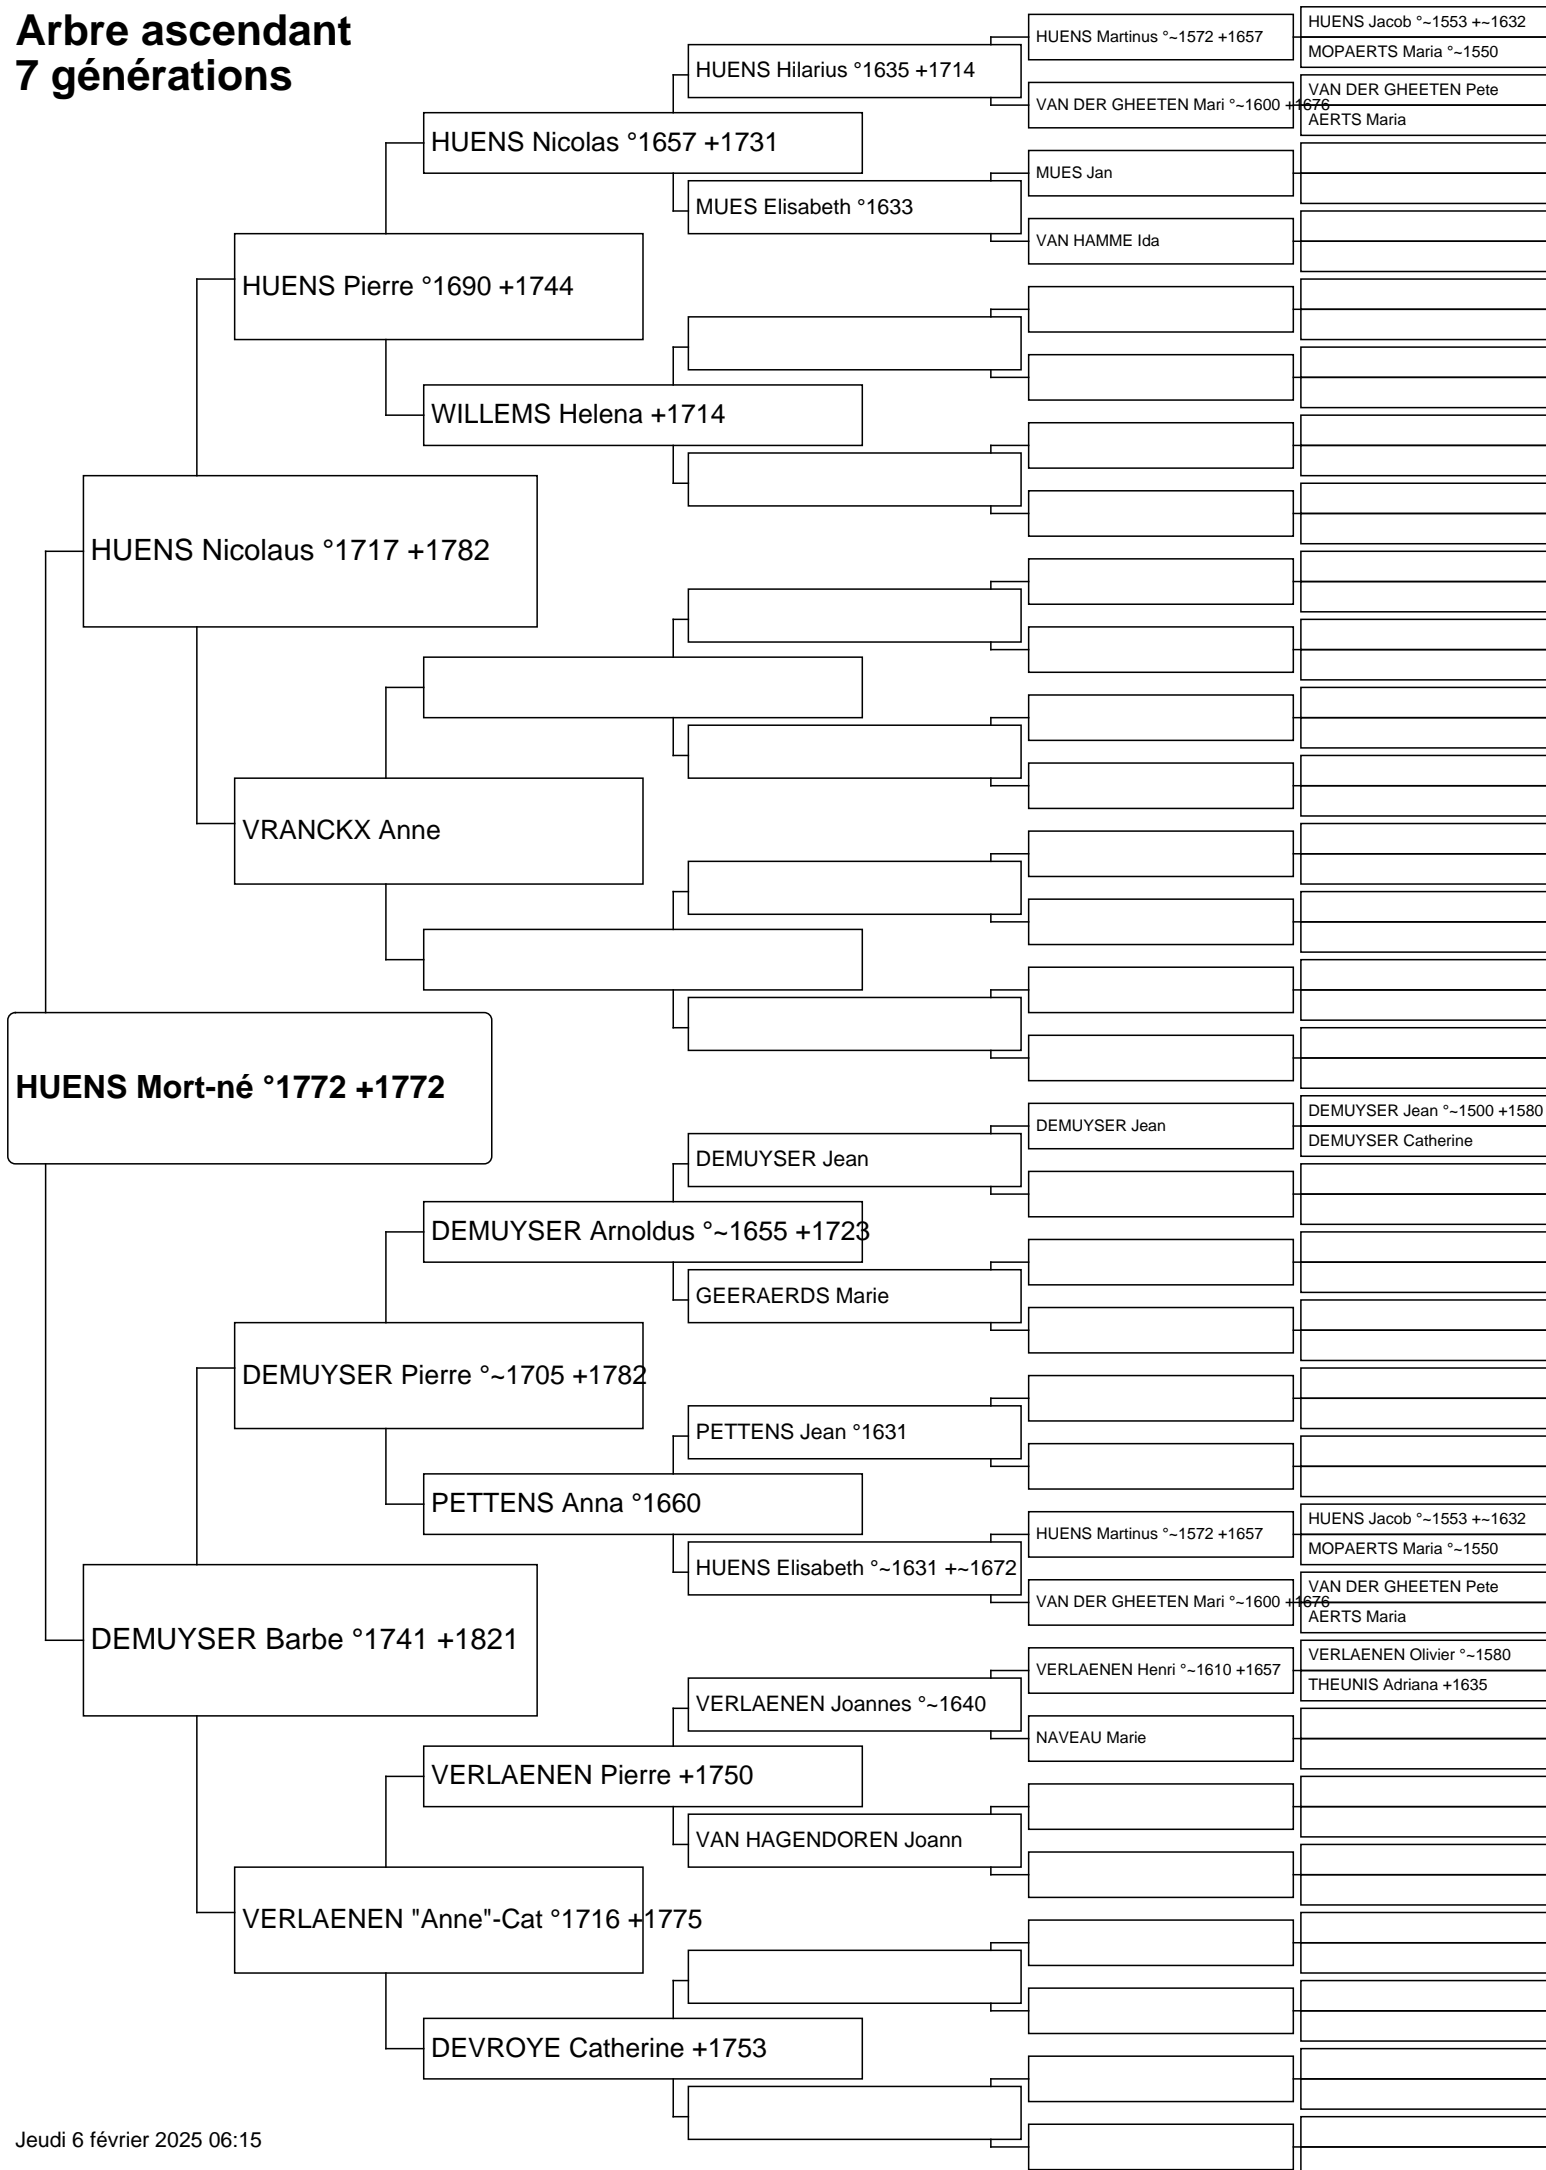 Arbre ascendant
7 générations
HUENS Jacob °~1553 +~1632
HUENS Martinus °~1572 +1657
MOPAERTS Maria °~1550
HUENS Hilarius °1635 +1714
VAN DER GHEETEN Pete
VAN DER GHEETEN Mari °~1600 +1676
AERTS Maria
HUENS Nicolas °1657 +1731
MUES Jan
MUES Elisabeth °1633
VAN HAMME Ida
HUENS Pierre °1690 +1744
WILLEMS Helena +1714
HUENS Nicolaus °1717 +1782
VRANCKX Anne
HUENS Mort-né °1772 +1772
DEMUYSER Jean °~1500 +1580
DEMUYSER Jean
DEMUYSER Catherine
DEMUYSER Jean
DEMUYSER Arnoldus °~1655 +1723
GEERAERDS Marie
DEMUYSER Pierre °~1705 +1782
PETTENS Jean °1631
PETTENS Anna °1660
HUENS Jacob °~1553 +~1632
HUENS Martinus °~1572 +1657
MOPAERTS Maria °~1550
HUENS Elisabeth °~1631 +~1672
VAN DER GHEETEN Pete
VAN DER GHEETEN Mari °~1600 +1676
AERTS Maria
DEMUYSER Barbe °1741 +1821
VERLAENEN Olivier °~1580
VERLAENEN Henri °~1610 +1657
THEUNIS Adriana +1635
VERLAENEN Joannes °~1640
NAVEAU Marie
VERLAENEN Pierre +1750
VAN HAGENDOREN Joann
VERLAENEN "Anne"-Cat °1716 +1775
DEVROYE Catherine +1753
Jeudi 6 février 2025 06:15